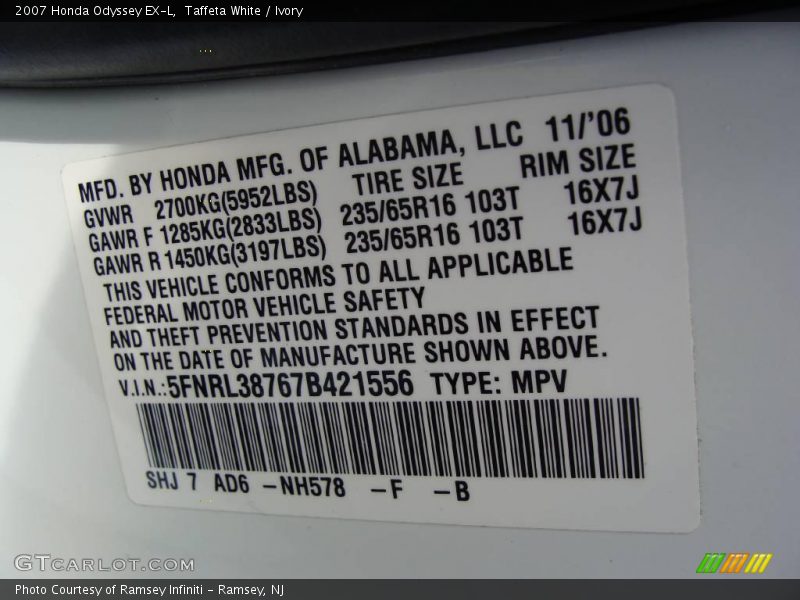 2007 Honda Odyssey EX-L, Taffeta White / Ivory
MFD. BY HONDA MFG. OF ALABAMA, LLC 11/'06
GVWR 2700KG(5952LBS) TIRE SIZE RIM SIZE
GAWR F 1285KG(2833LBS) 235/65R16 103T 16X7J
GAWR R 1450KG(3197LBS) 235/65R16 103T 16X7J
THIS VEHICLE CONFORMS TO ALL APPLICABLE
FEDERAL MOTOR VEHICLE SAFETY
AND THEFT PREVENTION STANDARDS IN EFFECT
ON THE DATE OF MANUFACTURE SHOWN ABOVE.
V.I.N.:5FNRL38767B421556 TYPE: MPV
SHJ 7 AD6 -NH578 -F -B
GTCARLOT.COM
Photo Courtesy of Ramsey Infiniti - Ramsey, NJ